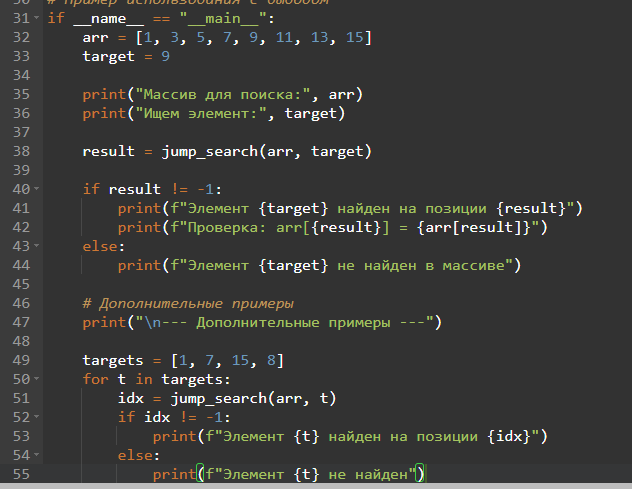 31 if __name__ == "__main__":
32 arr = [1, 3, 5, 7, 9, 11, 13, 15]
33 target = 9
34
35 print("Массив для поиска:", arr)
36 print("Ищем элемент:", target)
37
38 result = jump_search(arr, target)
39
40 if result != -1:
41 print(f"Элемент {target} найден на позиции {result}")
42 print(f"Проверка: arr[{result}] = {arr[result]}")
43 else:
44 print(f"Элемент {target} не найден в массиве")
45
46 # Дополнительные примеры
47 print("\n--- Дополнительные примеры ---")
48
49 targets = [1, 7, 15, 8]
50 for t in targets:
51 idx = jump_search(arr, t)
52 if idx != -1:
53 print(f"Элемент {t} найден на позиции {idx}")
54 else:
55 print(f"Элемент {t} не найден")